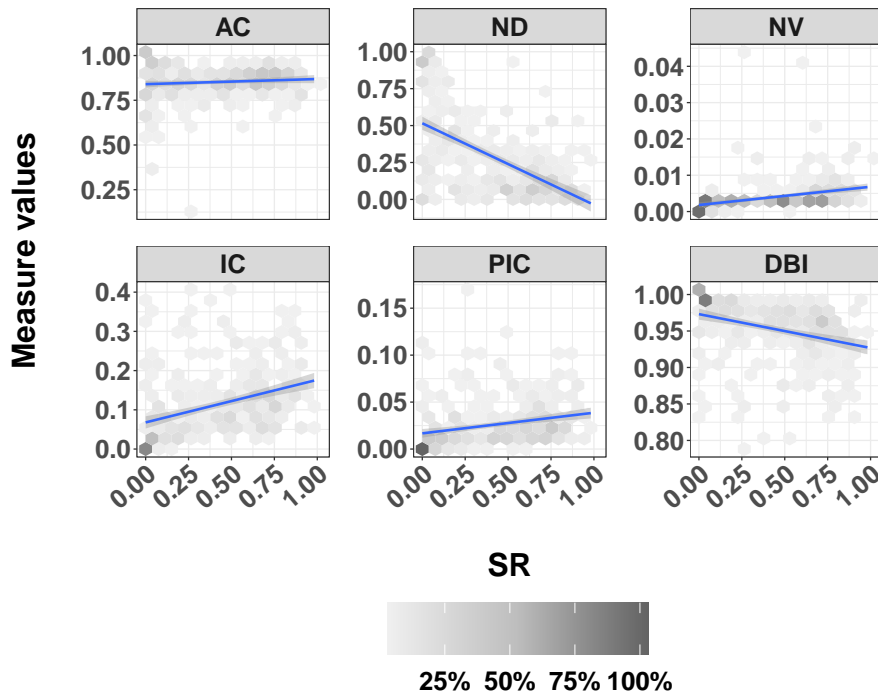 AC ND NV
1.00 0.75 0.50 0.25
1.00 0.75 0.50 0.25 0.00
0.04 0.03 0.02 0.01 0.00
Measure values
IC PIC DBI
0.4 0.3 0.2 0.1 0.0
0.15 0.10 0.05 0.00
1.00 0.95 0.90 0.85 0.80
0.00 0.25 0.50 0.75 1.00
0.00 0.25 0.50 0.75 1.00
0.00 0.25 0.50 0.75 1.00
SR
25% 50% 75% 100%